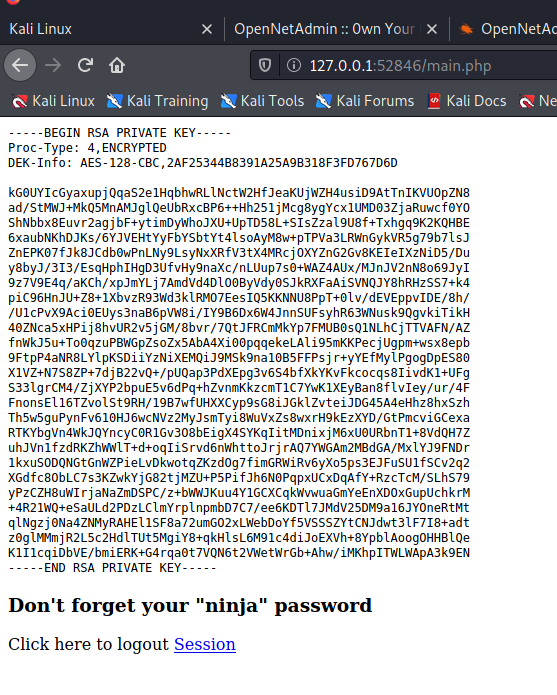 Kali Linux
OpenNetAdmin :: 0wn Your
OpenNetAd
127.0.0.1:52846/main.php
Kali Linux
Kali Training
Kali Tools
Kali Forums
Kali Docs
Ne
-----BEGIN RSA PRIVATE KEY-----
Proc-Type: 4,ENCRYPTED
DEK-Info: AES-128-CBC,2AF25344B8391A25A9B318F3FD767D6D
kG0UYIcGyaxupjQqaS2e1HqbhwRLlNctW2HfJeaKUjWZH4usiD9AtTnIKVUOpZN8
ad/StMWJ+MkQ5MnAMJglQeUbRxcBP6++Hh251jMcg8ygYcx1UMD03ZjaRuwcf0YO
ShNbbx8Euvr2agjbF+ytimDyWhoJXU+UpTD58L+SIsZzal9U8f+Txhgq9K2KQHBE
6xaubNKhDJKs/6YJVEHtYyFbYSbtYt4lsoAyM8w+pTPVa3LRWnGykVR5g79b7lsJ
ZnEPK07fJk8JCdb0wPnLNy9LsyNxXRfV3tX4MRcjOXYZnG2Gv8KEIeIXzNiD5/Du
y8byJ/3I3/EsqHphIHgD3UfvHy9naXc/nLUup7s0+WAZ4AUx/MJnJV2nN8o69JyI
9z7V9E4q/aKCh/xpJmYLj7AmdVd4DlO0ByVdy0SJkRXFaAiSVNQJY8hRHzSS7+k4
piC96HnJU+Z8+1XbvzR93Wd3klRMO7EesIQ5KKNNU8PpT+0lv/dEVEppvIDE/8h/
/U1cPvX9Aci0EUys3naB6pVW8i/IY9B6Dx6W4JnnSUFsyhR63WNusk9QgvkiTikH
40ZNca5xHPij8hvUR2v5jGM/8bvr/7QtJFRCmMkYp7FMUB0sQ1NLhCjTTVAFN/AZ
fnWkJ5u+To0qzuPBWGpZsoZx5AbA4Xi00pqqekeLAli95mKKPecjUgpm+wsx8epb
9FtpP4aNR8LYlpKSDiiYzNiXEMQiJ9MSk9na10B5FFPsjr+yYEfMylPgogDpES80
X1VZ+N7S8ZP+7djB22vQ+/pUQap3PdXEpg3v6S4bfXkYKvFkcocqs8IivdK1+UFg
S33lgrCM4/ZjXYP2bpuE5v6dPq+hZvnmKkzcmT1C7YwK1XEyBan8flvIey/ur/4F
FnonsEl16TZvolSt9RH/19B7wfUHXXCyp9sG8iJGklZvteiJDG45A4eHhz8hxSzh
Th5w5guPynFv610HJ6wcNVz2MyJsmTyi8WuVxZs8wxrH9kEzXYD/GtPmcviGCexa
RTKYbgVn4WkJQYncyC0R1Gv3O8bEigX4SYKqIitMDnixjM6xU0URbnT1+8VdQH7Z
uhJVn1fzdRKZhWWlT+d+oqIiSrvd6nWhttoJrjrAQ7YWGAm2MBdGA/MxlYJ9FNDr
1kxuSODQNGtGnWZPieLvDkwotqZKzdOg7fimGRWiRv6yXo5ps3EJFuSU1fSCv2q2
XGdfc8ObLC7s3KZwkYjG82tjMZU+P5PifJh6N0PqpxUCxDqAfY+RzcTcM/SLhS79
yPzCZH8uWIrjaNaZmDSPC/z+bWWJKuu4Y1GCXCqkWvwuaGmYeEnXDOxGupUchkrM
+4R21WQ+eSaULd2PDzLClmYrplnpmbD7C7/ee6KDTl7JMdV25DM9a16JYOneRtMt
qlNgzj0Na4ZNMyRAHEl1SF8a72umGO2xLWebDoYf5VSSSZYtCNJdwt3lF7I8+adt
z0glMMmjR2L5c2HdlTUt5MgiY8+qkHlsL6M91c4diJoEXVh+8YpblAoogOHHBlQe
K1I1cqiDbVE/bmiERK+G4rqa0t7VQN6t2VWetWrGb+Ahw/iMKhpITWLWApA3k9EN
-----END RSA PRIVATE KEY-----
Don't forget your "ninja" password
Click here to logout Session